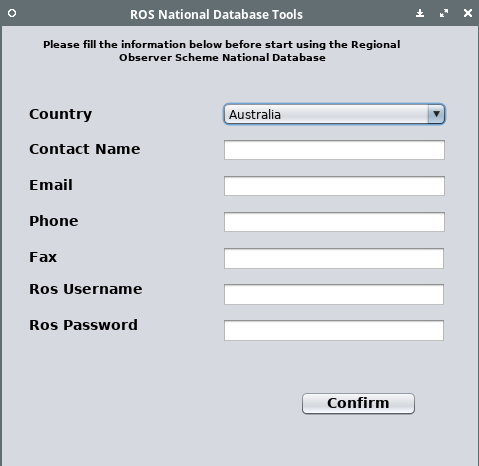 ROS National Database Tools
Please fill the information below before start using the Regional
Observer Scheme National Database
Country
Australia
Contact Name
Email
Phone
Fax
Ros Username
Ros Password
Confirm